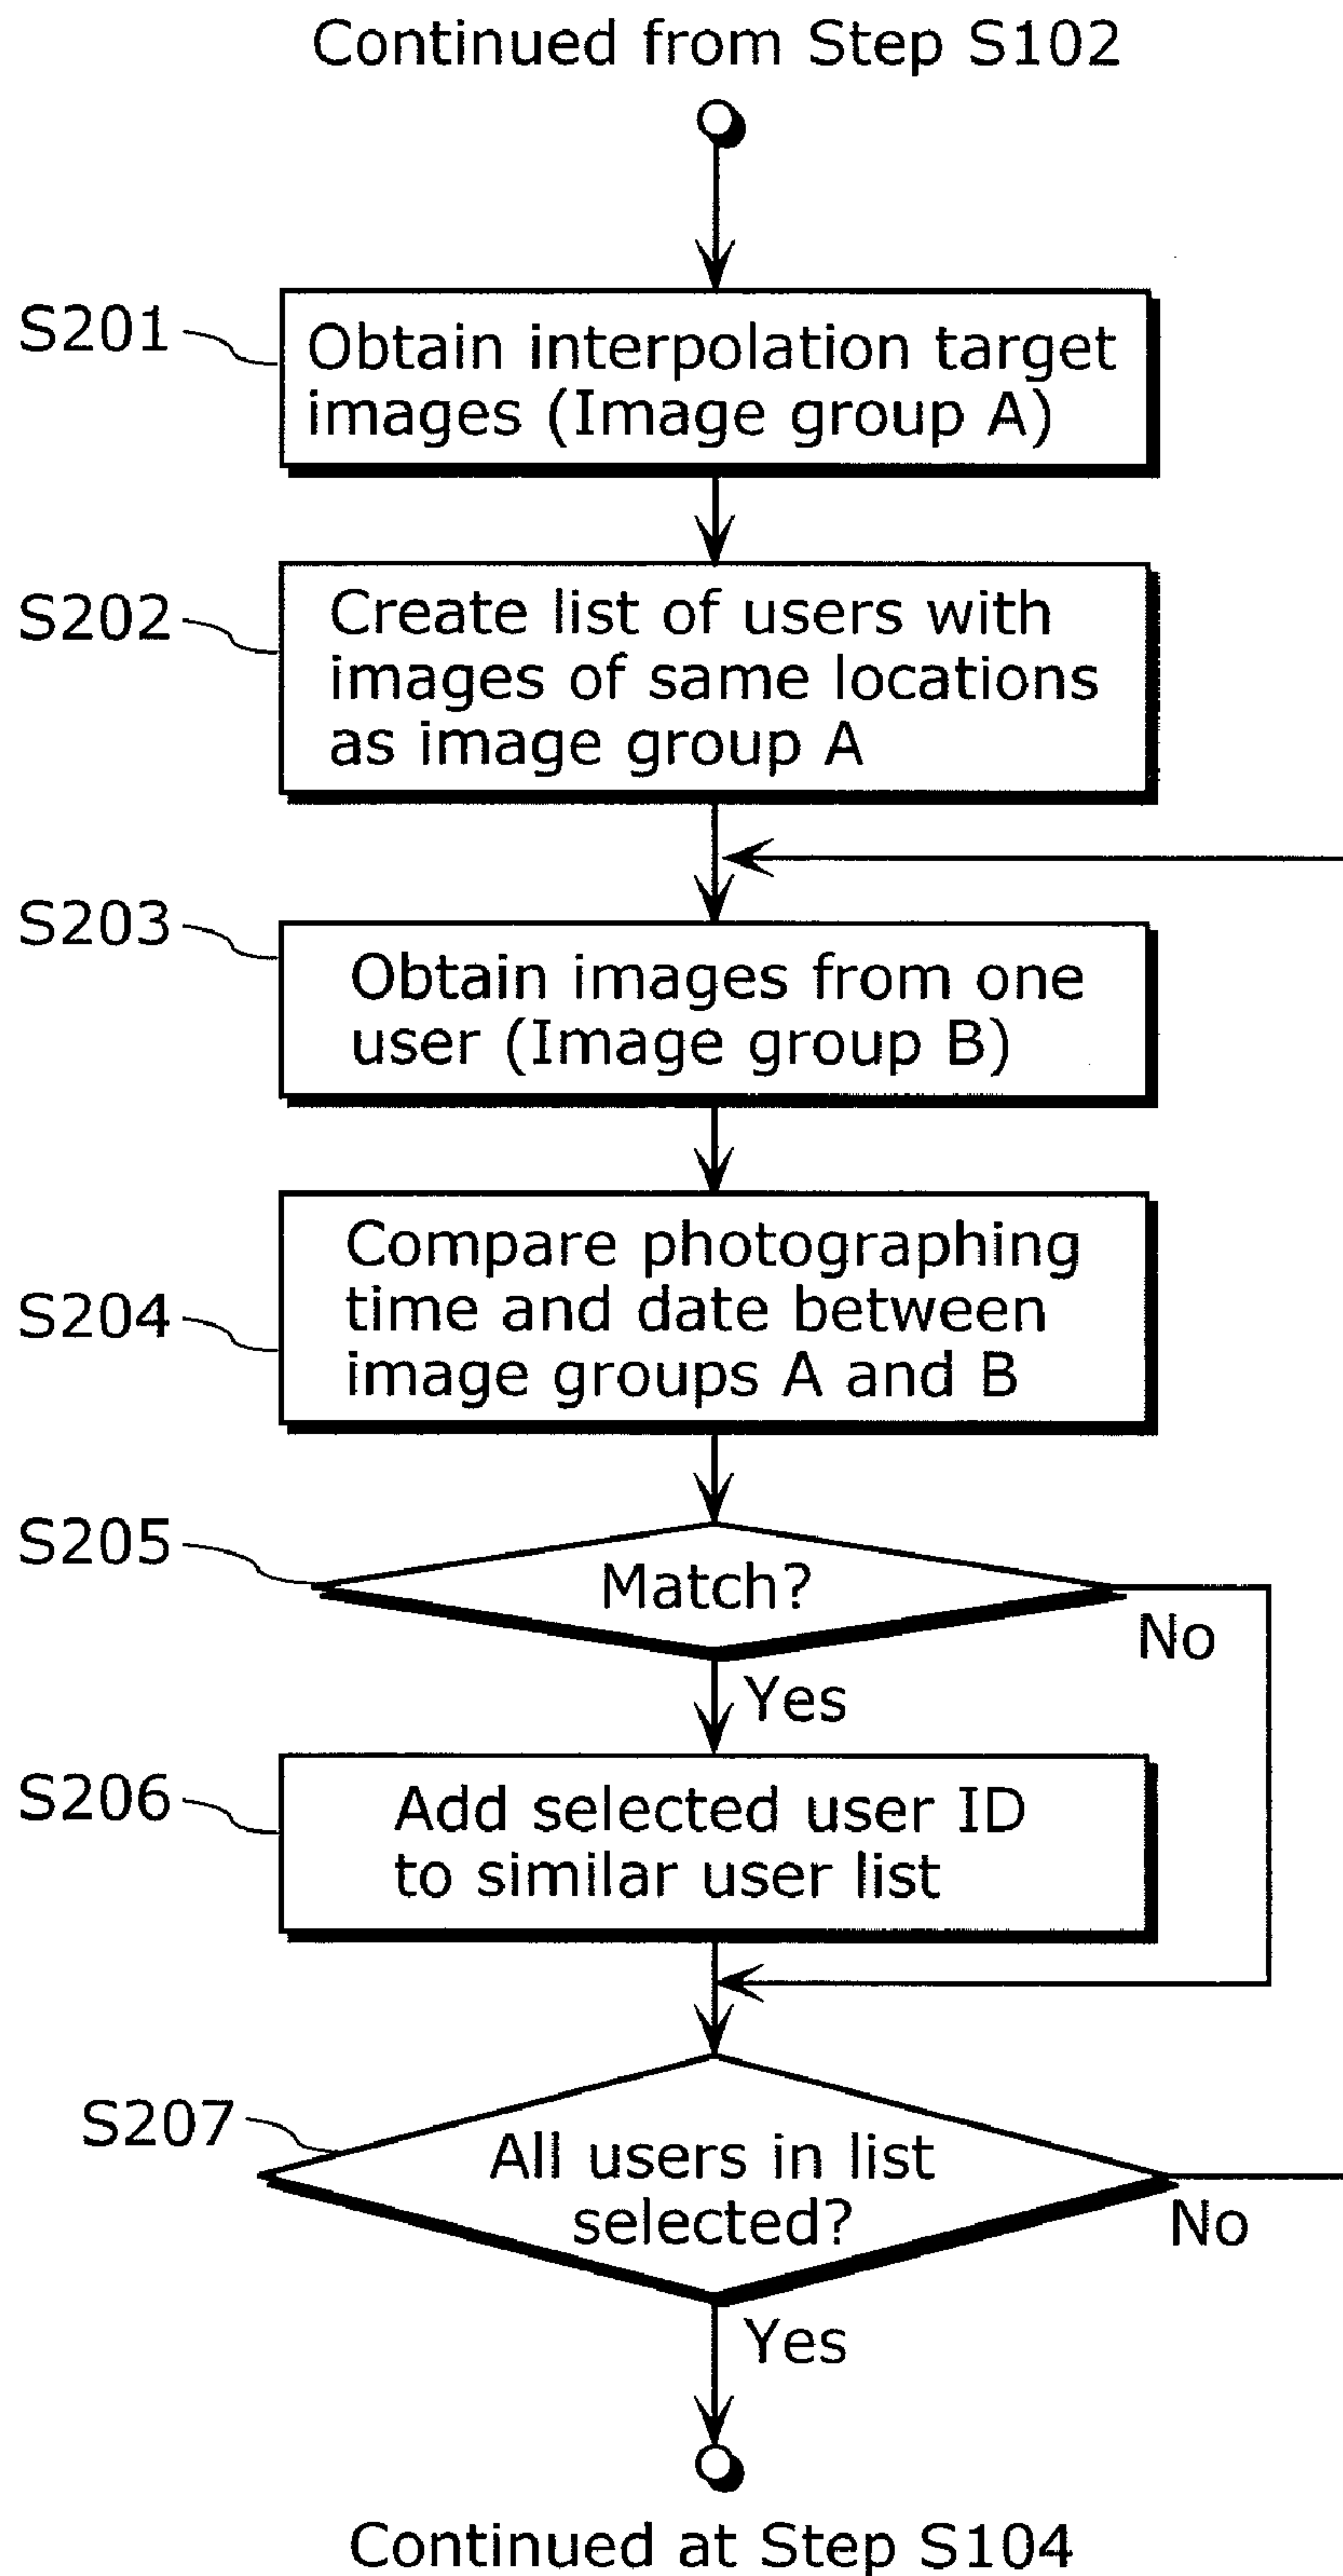 Continued from Step S102
S201
Obtain interpolation target
images (Image group A)
S202
Create list of users with
images of same locations
as image group A
S203
Obtain images from one
user (Image group B)
S204
Compare photographing
time and date between
image groups A and B
S205
Match?
No
Yes
S206
Add selected user ID
to similar user list
S207
All users in list
selected?
No
Yes
Continued at Step S104